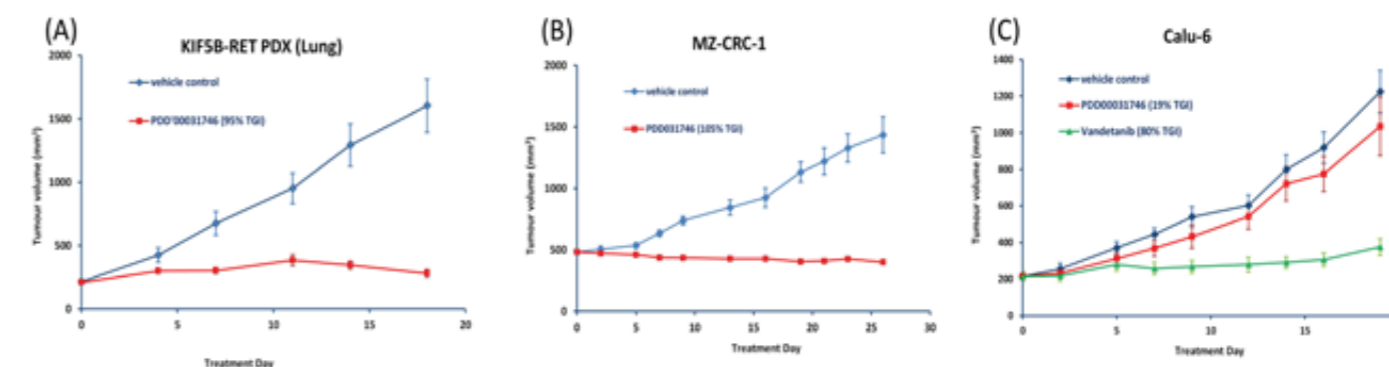 (A)
KIF5B-RET PDX (Lung)
2000
1500
1000
500
0
0 5 10 15 20
Tumour volume (mm³)
Treatment Day
vehicle control
PDD'00031746 (95% TGI)
(B)
MZ-CRC-1
2000
1500
1000
500
0
0 5 10 15 20 25 30
Tumour volume (mm³)
Treatment Day
vehicle control
PDD031746 (105% TGI)
(C)
Calu-6
1400
1200
1000
800
600
400
200
0
0 5 10 15
Tumour volume (mm³)
Treatment Day
vehicle control
PDD00031746 (19% TGI)
Vandetanib (80% TGI)